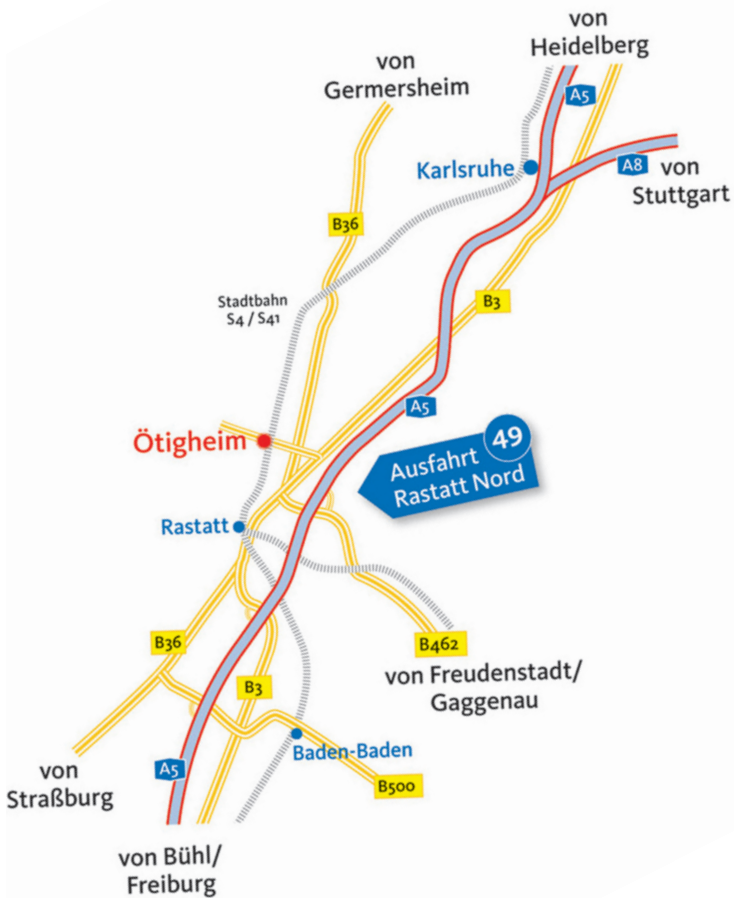 von
Heidelberg
von
Germersheim
A5
Karlsruhe
A8
von
Stuttgart
B36
Stadtbahn
S4 / S41
B3
A5
Ötigheim
49
Ausfahrt
Rastatt Nord
Rastatt
B36
B462
von Freudenstadt/
Gaggenau
B3
Baden-Baden
A5
von
Straßburg
B500
von Bühl/
Freiburg